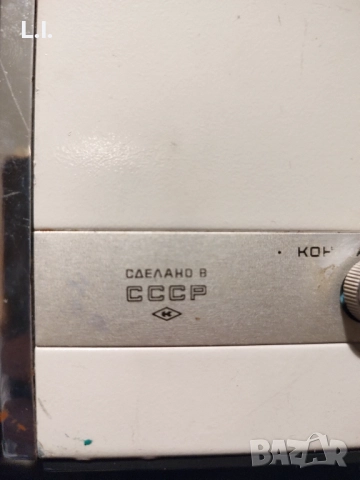 L.I.
• КОН
СДЕЛАНО В
СССР
К
BAZAR